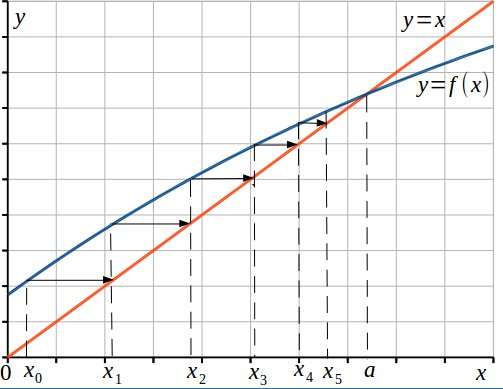 y
y=x
y=f(x)
0 x₀ x₁ x₂ x₃ x₄ x₅ a x